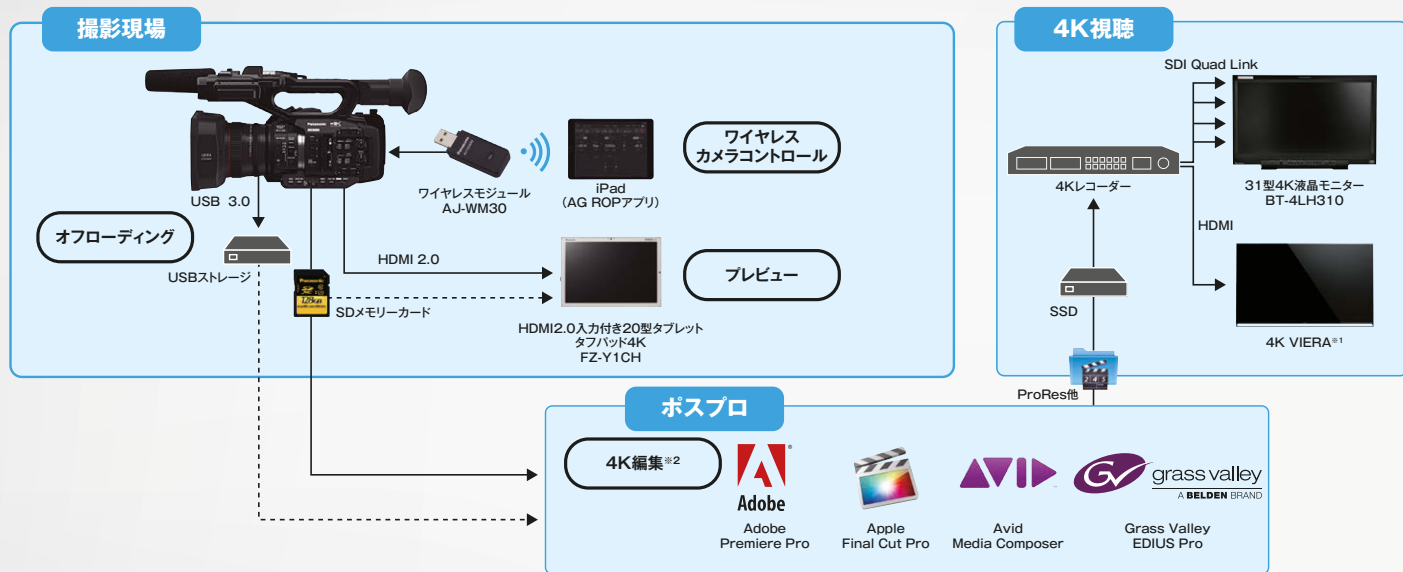 撮影現場
ワイヤレス
カメラコントロール
ワイヤレスモジュール
AJ-WM30
iPad
(AG ROPアプリ)
USB 3.0
オフローディング
USBストレージ
HDMI 2.0
Panasonic
128GB
SDメモリーカード
プレビュー
HDMI2.0入力付き20型タブレット
タフパッド4K
FZ-Y1CH
4K視聴
SDI Quad Link
4Kレコーダー
31型4K液晶モニター
BT-4LH310
HDMI
SSD
4K VIERA※1
ProRes他
ポスプロ
4K編集※2
Adobe
Adobe
Premiere Pro
Apple
Final Cut Pro
AVID
Avid
Media Composer
GV grass valley
A BELDEN BRAND
Grass Valley
EDIUS Pro